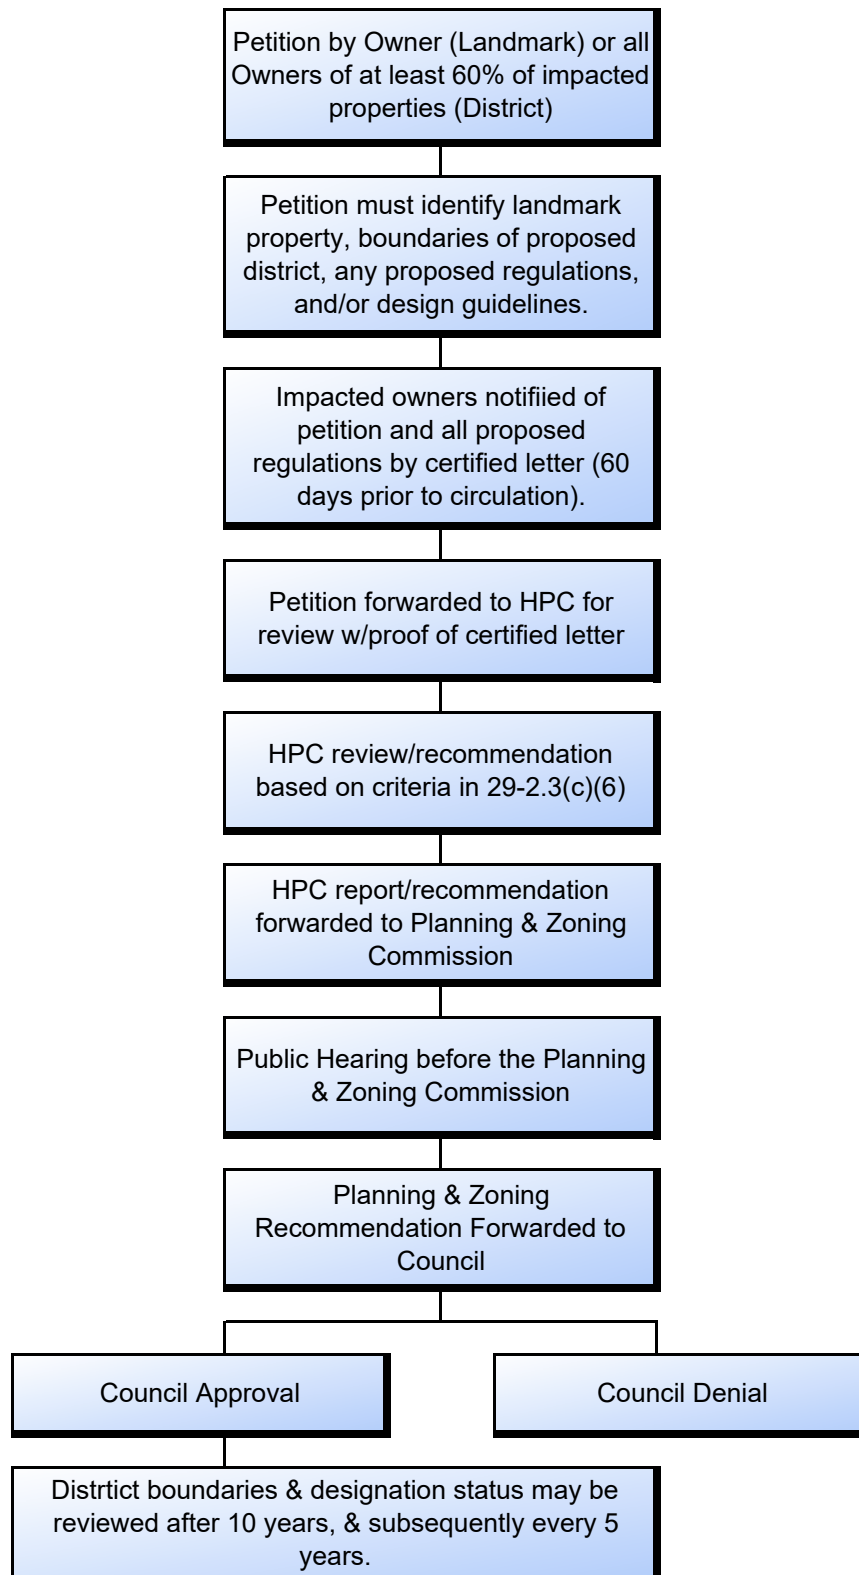 Petition by Owner (Landmark) or all
Owners of at least 60% of impacted
properties (District)
Petition must identify landmark
property, boundaries of proposed
district, any proposed regulations,
and/or design guidelines.
Impacted owners notifiied of
petition and all proposed
regulations by certified letter (60
days prior to circulation).
Petition forwarded to HPC for
review w/proof of certified letter
HPC review/recommendation
based on criteria in 29-2.3(c)(6)
HPC report/recommendation
forwarded to Planning & Zoning
Commission
Public Hearing before the Planning
& Zoning Commission
Planning & Zoning
Recommendation Forwarded to
Council
Council Approval
Council Denial
Distrtict boundaries & designation status may be
reviewed after 10 years, & subsequently every 5
years.